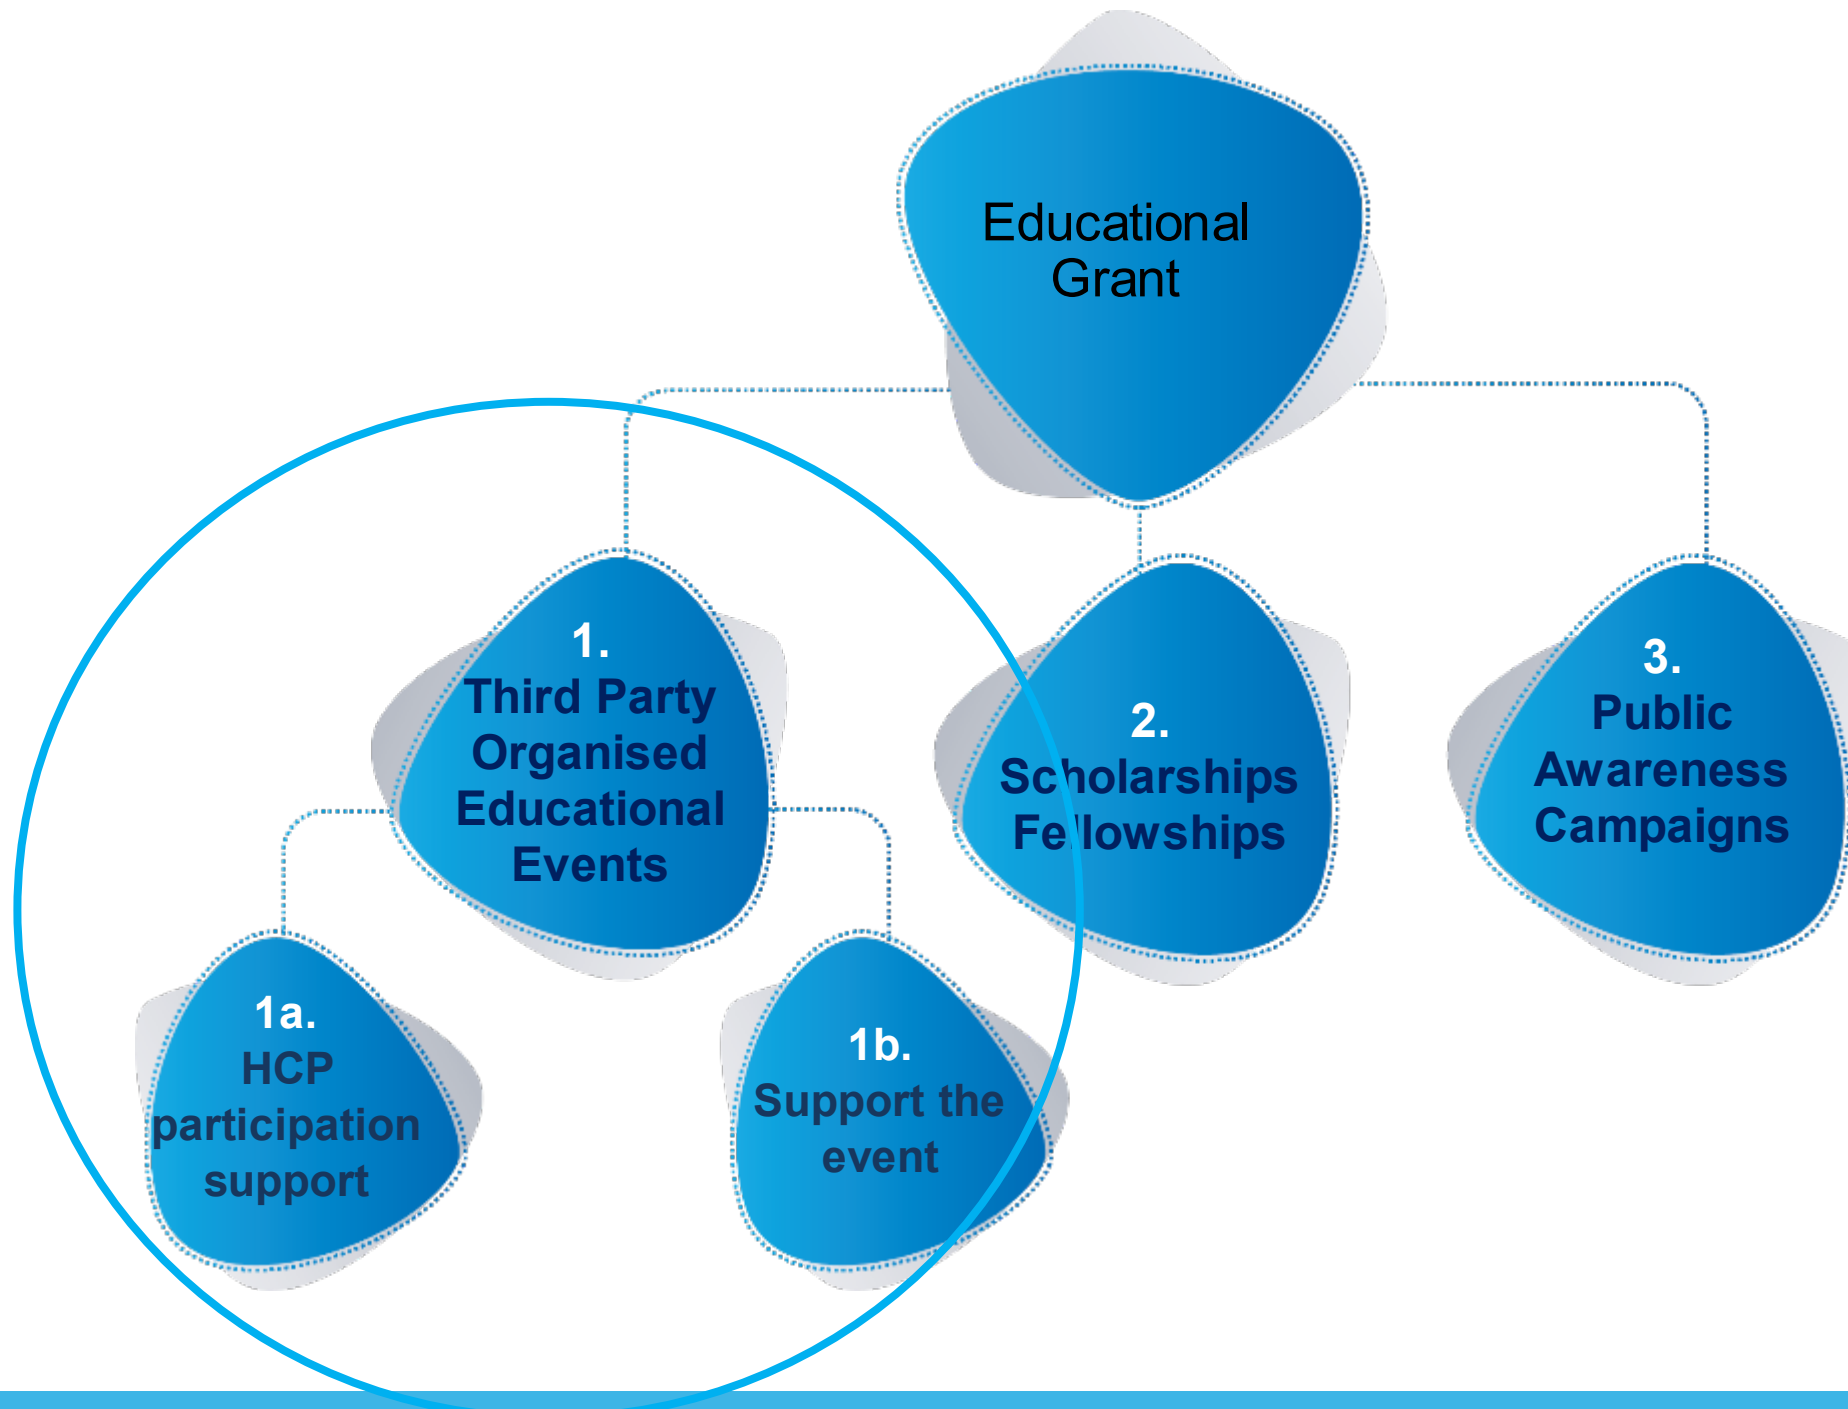 Educational
Grant
1.
Third Party
Organised
Educational
Events
2.
Scholarships
Fellowships
3.
Public
Awareness
Campaigns
1a.
HCP
participation
support
1b.
Support the
event